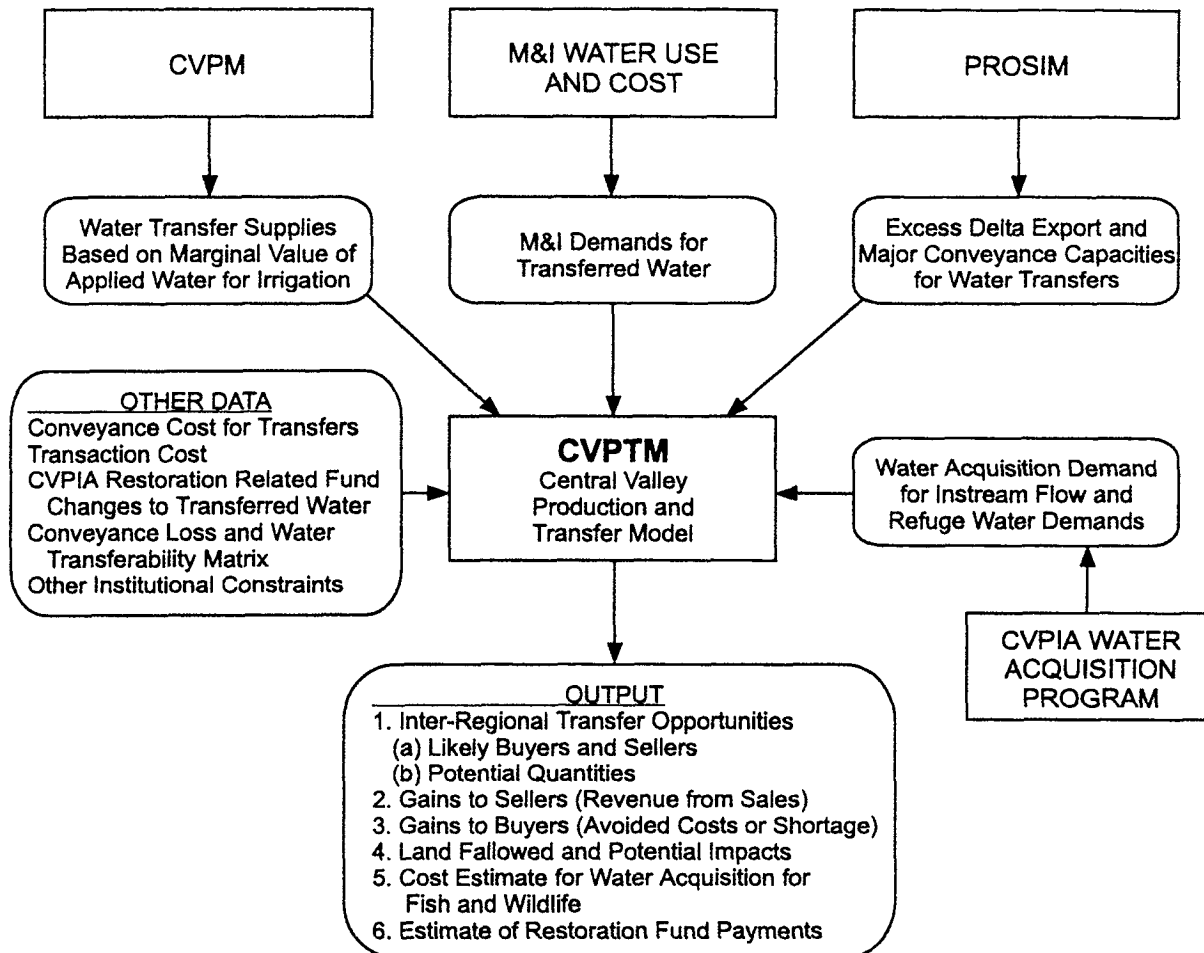 CVPM
M&I WATER USE
AND COST
PROSIM
Water Transfer Supplies
Based on Marginal Value of
Applied Water for Irrigation
M&I Demands for
Transferred Water
Excess Delta Export and
Major Conveyance Capacities
for Water Transfers
OTHER DATA
Conveyance Cost for Transfers
Transaction Cost
CVPIA Restoration Related Fund
Changes to Transferred Water
Conveyance Loss and Water
Transferability Matrix
Other Institutional Constraints
CVPTM
Central Valley
Production and
Transfer Model
Water Acquisition Demand
for Instream Flow and
Refuge Water Demands
CVPIA WATER
ACQUISITION
PROGRAM
OUTPUT
1. Inter-Regional Transfer Opportunities
(a) Likely Buyers and Sellers
(b) Potential Quantities
2. Gains to Sellers (Revenue from Sales)
3. Gains to Buyers (Avoided Costs or Shortage)
4. Land Fallowed and Potential Impacts
5. Cost Estimate for Water Acquisition for
Fish and Wildlife
6. Estimate of Restoration Fund Payments